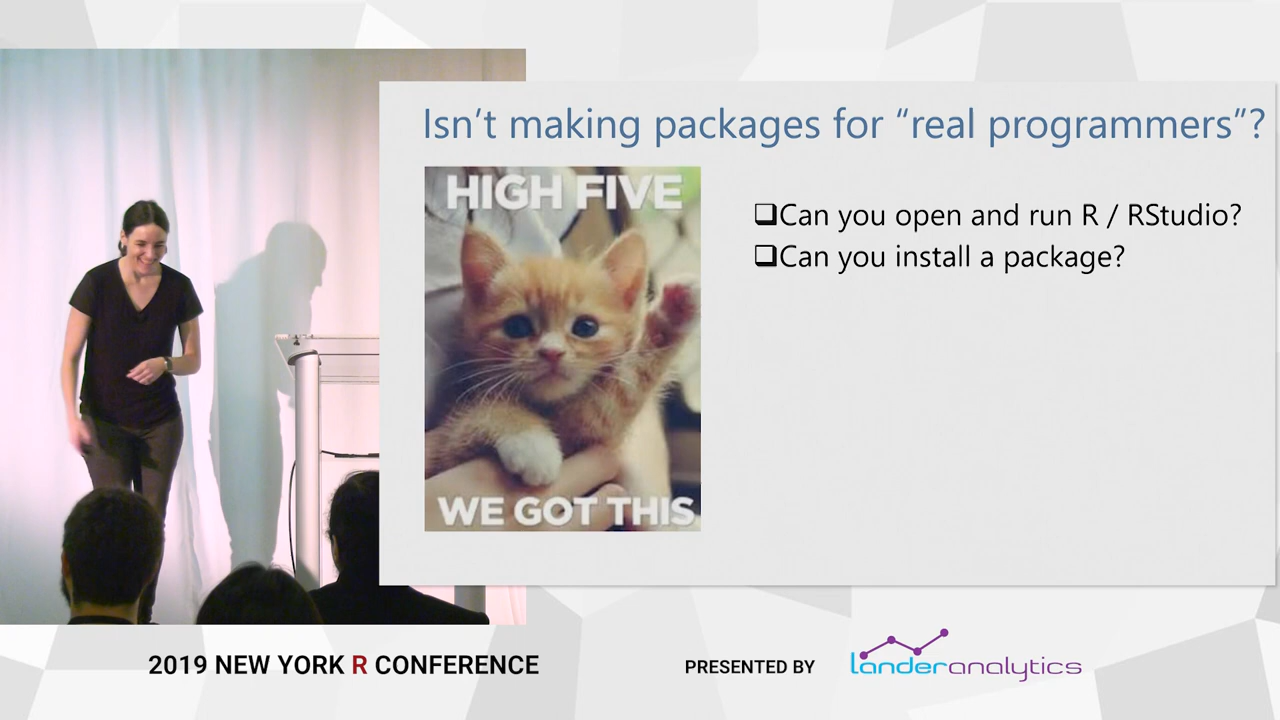 Isn't making packages for “real programmers”?
HIGH FIVE
WE GOT THIS
❑Can you open and run R / RStudio?
❑Can you install a package?
2019 NEW YORK R CONFERENCE
PRESENTED BY
landeranalytics